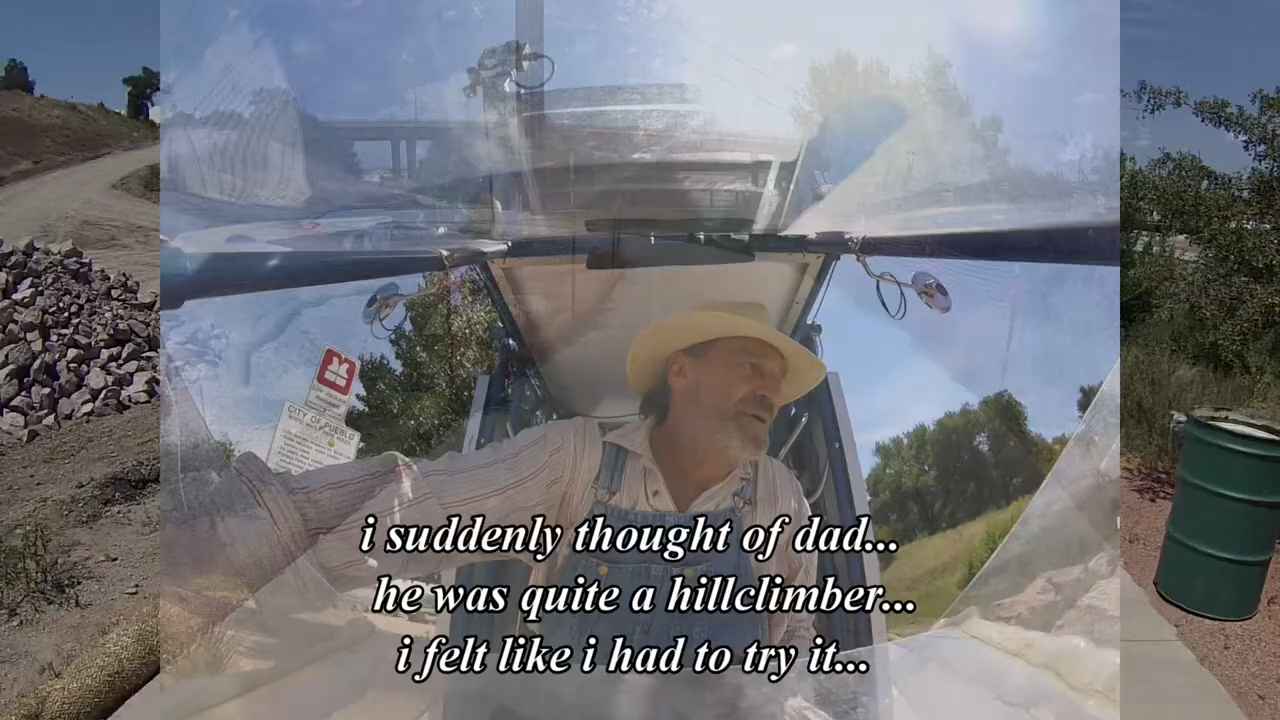 CITY OF PUEBLO
i suddenly thought of dad...
he was quite a hillclimber...
i felt like i had to try it...